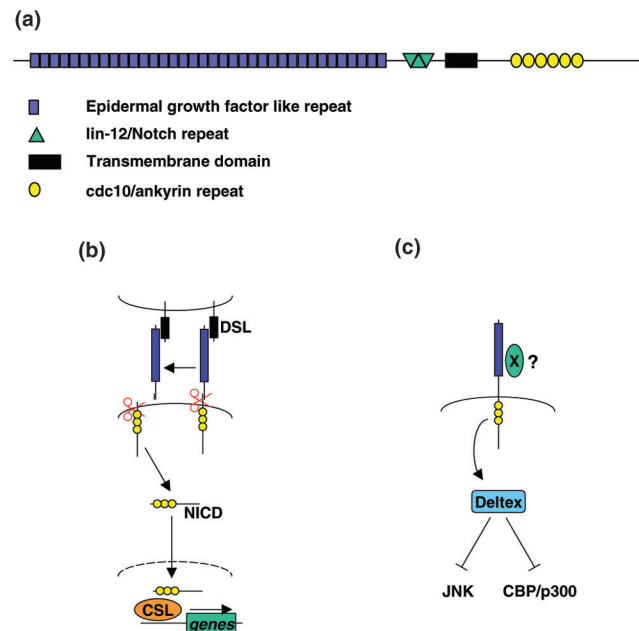 (a)
Epidermal growth factor like repeat
lin-12/Notch repeat
Transmembrane domain
cdc10/ankyrin repeat
(b)
DSL
NICD
CSL
genes
(c)
X ?
Deltex
JNK CBP/p300